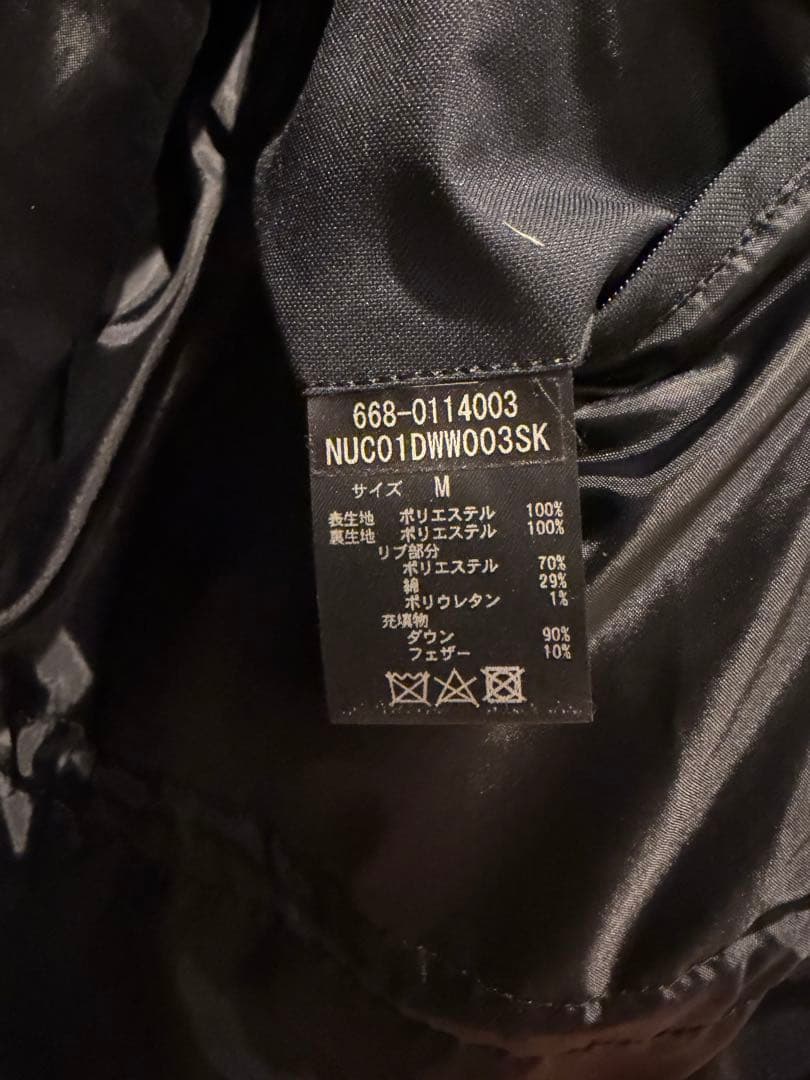 668-0114003
NUC01DWW003SK
サイズ M
表生地 ポリエステル 100%
裏生地 ポリエステル 100%
リブ部分
ポリエステル 70%
綿 29%
ポリウレタン 1%
充填物
ダウン 90%
フェザー 10%